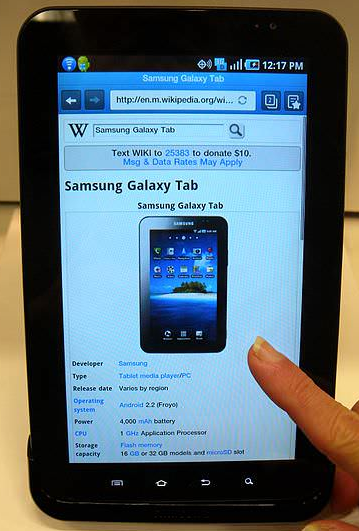 12:17 PM
Samsung Galaxy Tab
http://en.m.wikipedia.org/wi...
2
W Samsung Galaxy Tab
Text WIKI to 25383 to donate $10.
Msg & Data Rates May Apply
Samsung Galaxy Tab
Samsung Galaxy Tab
SAMSUNG
Developer Samsung
Type Tablet media player/PC
Release date Varies by region
Operating system Android 2.2 (Froyo)
Power 4,000 mAh battery
CPU 1 GHz Application Processor
Storage capacity Flash memory
16 GB or 32 GB models and microSD slot